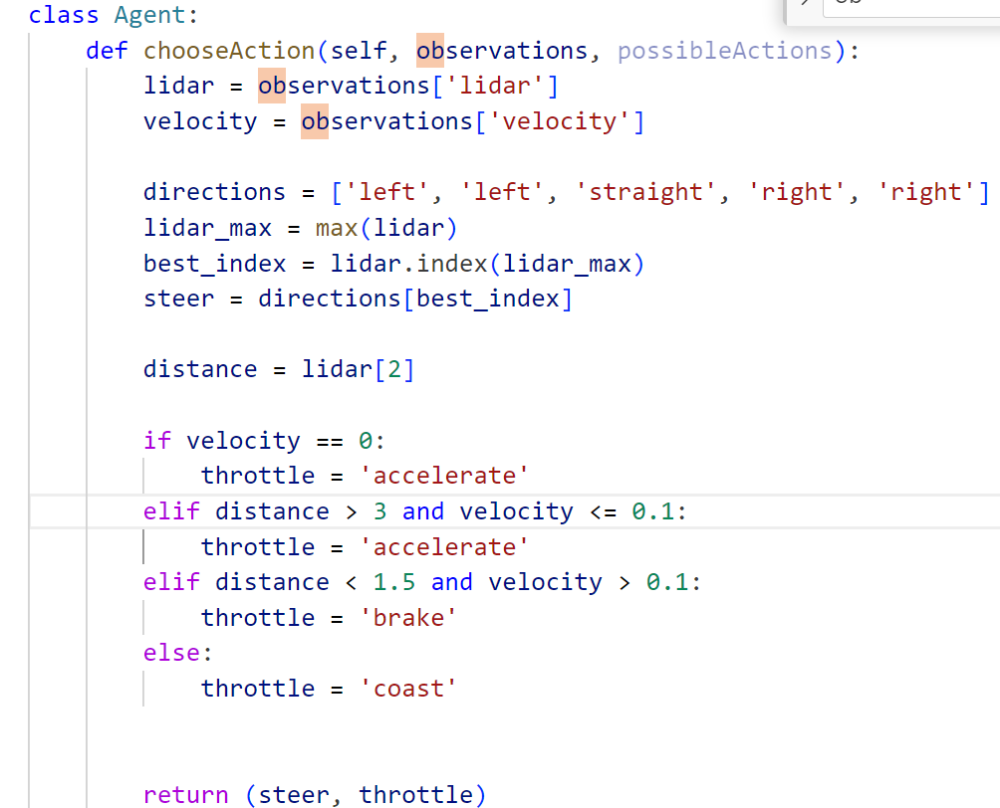 class Agent:
    def chooseAction(self, observations, possibleActions):
        lidar = observations['lidar']
        velocity = observations['velocity']

        directions = ['left', 'left', 'straight', 'right', 'right']
        lidar_max = max(lidar)
        best_index = lidar.index(lidar_max)
        steer = directions[best_index]

        distance = lidar[2]

        if velocity == 0:
            throttle = 'accelerate'
        elif distance > 3 and velocity <= 0.1:
            throttle = 'accelerate'
        elif distance < 1.5 and velocity > 0.1:
            throttle = 'brake'
        else:
            throttle = 'coast'

        return (steer, throttle)